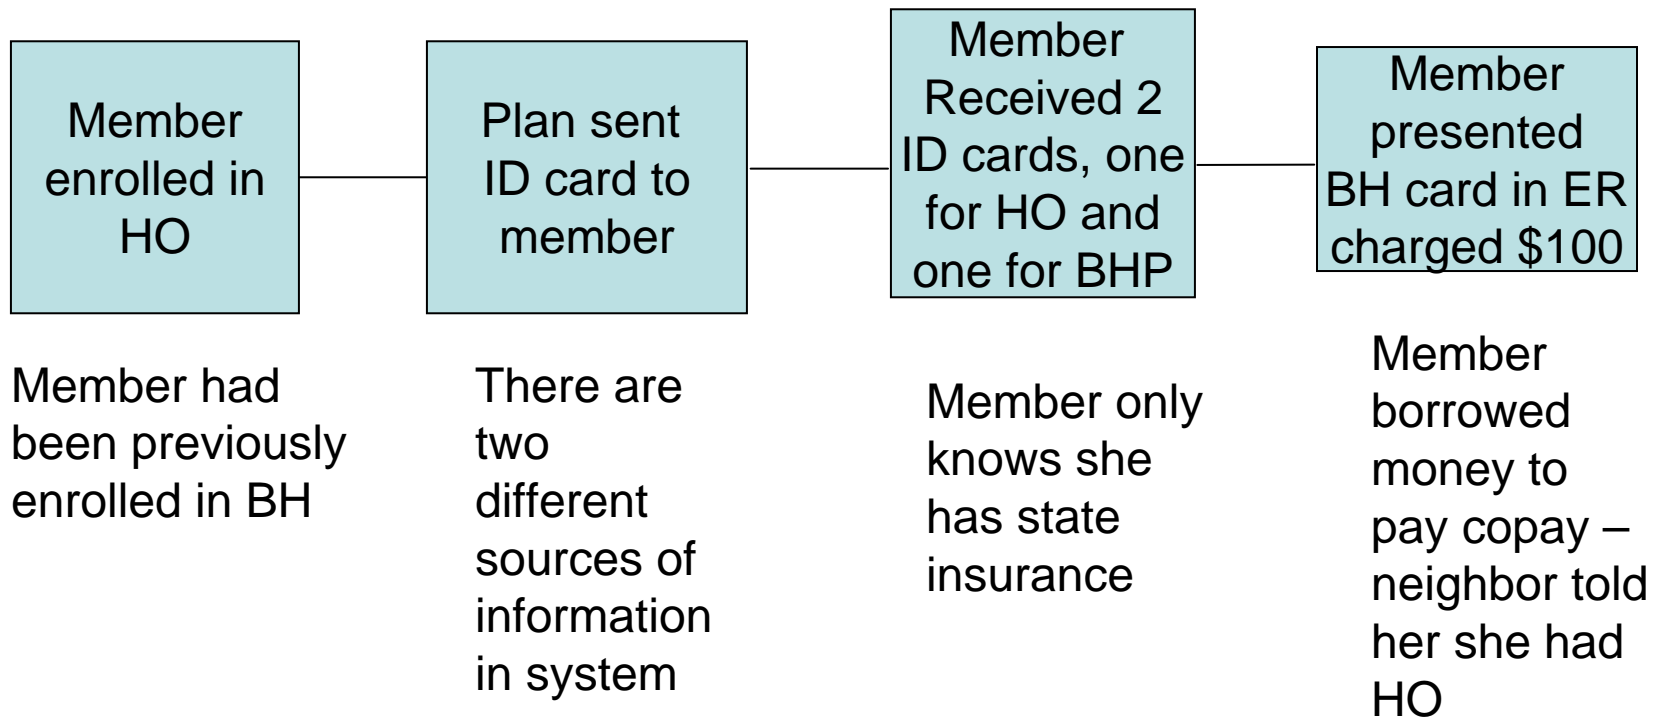 Member
enrolled in
HO
Plan sent
ID card to
member
Member
Received 2
ID cards, one
for HO and
one for BHP
Member
presented
BH card in ER
charged $100
Member had
been previously
enrolled in BH
There are
two
different
sources of
information
in system
Member only
knows she
has state
insurance
Member
borrowed
money to
pay copay –
neighbor told
her she had
HO